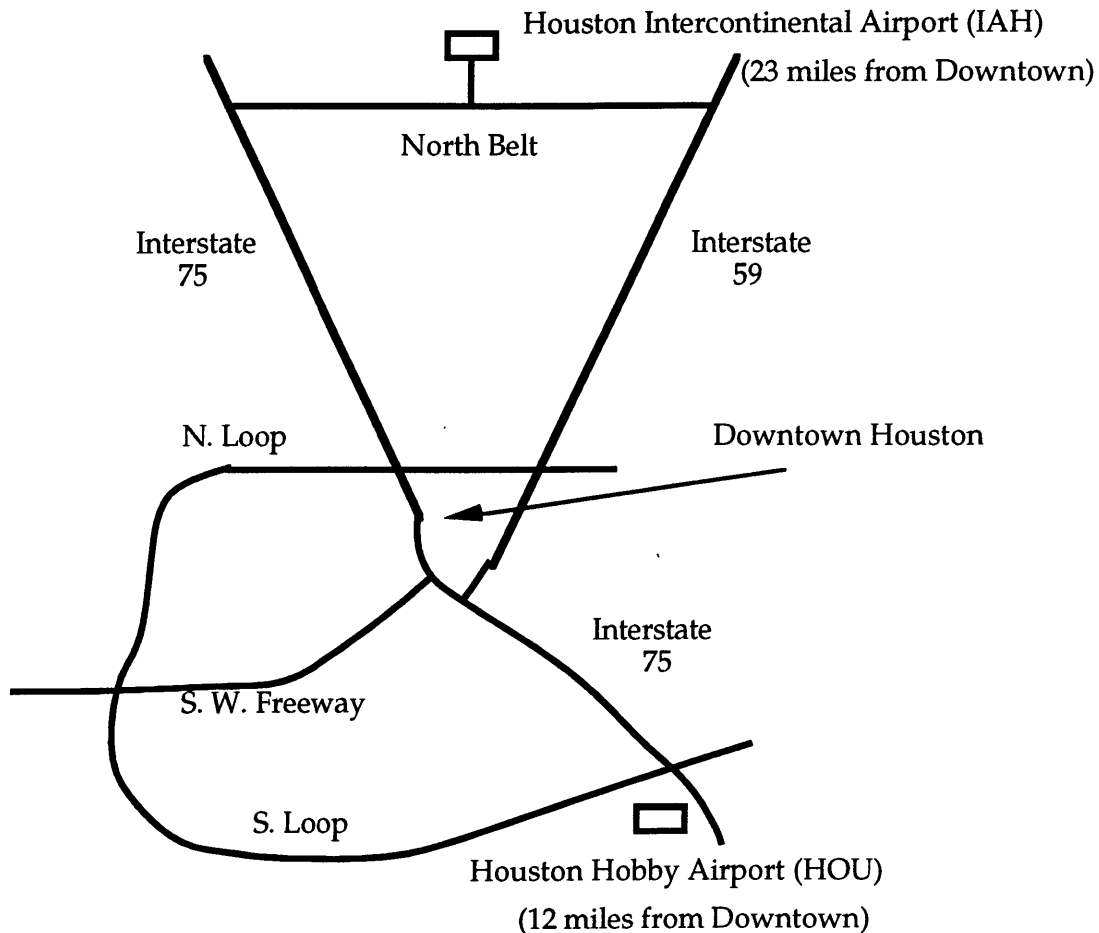 Houston Intercontinental Airport (IAH)
(23 miles from Downtown)
North Belt
Interstate
75
Interstate
59
N. Loop
Downtown Houston
Interstate
75
S. W. Freeway
S. Loop
Houston Hobby Airport (HOU)
(12 miles from Downtown)